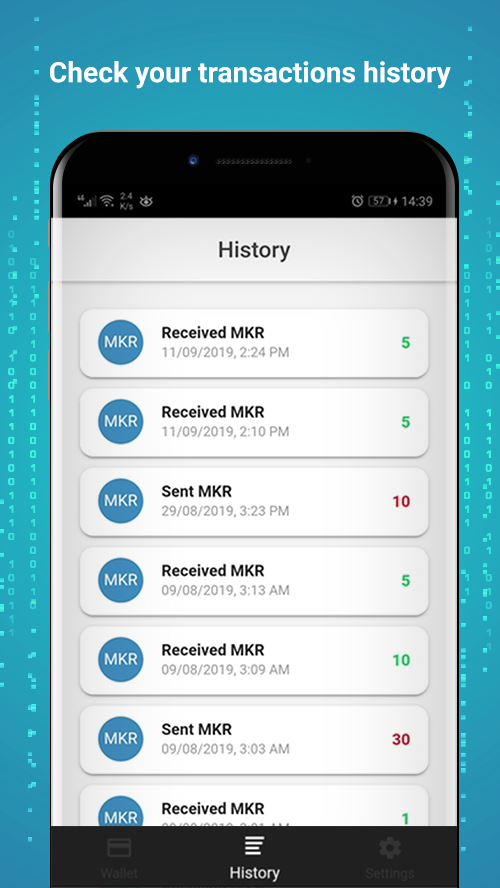 Check your transactions history
2.4
K/s
57
14:39
History
MKR
Received MKR
11/09/2019, 2:24 PM
5
MKR
Received MKR
11/09/2019, 2:10 PM
5
MKR
Sent MKR
29/08/2019, 3:23 PM
10
MKR
Received MKR
09/08/2019, 3:13 AM
5
MKR
Received MKR
09/08/2019, 3:09 AM
10
MKR
Sent MKR
09/08/2019, 3:03 AM
30
MKR
Received MKR
1
Wallet
History
Settings